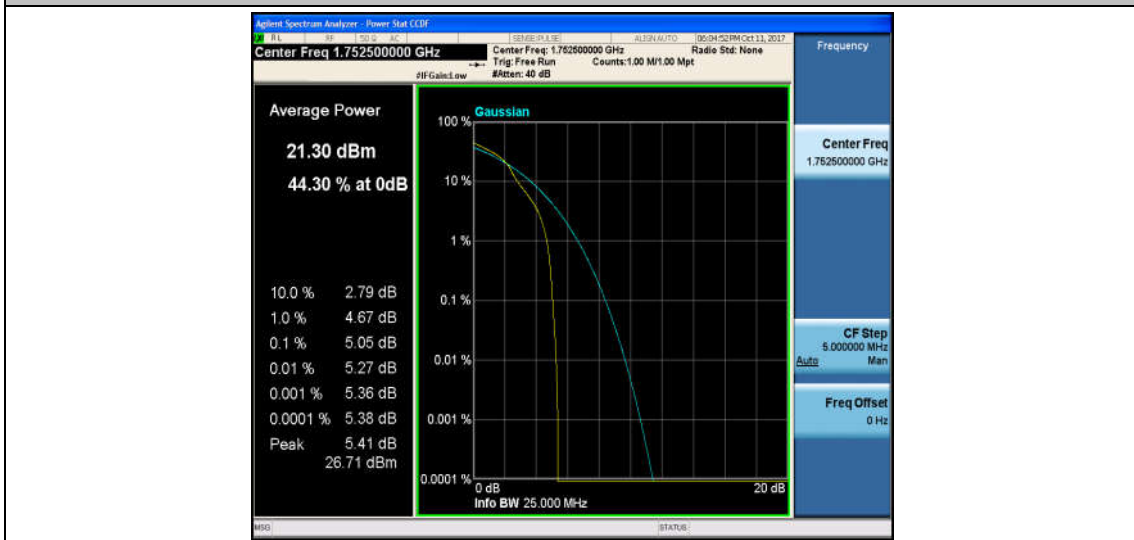 Agilent Spectrum Analyzer - Power Stat CCDF
RL RF 50 Ω AC SENSE:PULSE ALIGN AUTO 06:04:52 PM Oct 11, 2017
Center Freq 1.752500000 GHz
Center Freq: 1.752500000 GHz Radio Std: None
Trig: Free Run Counts:1.00 M/1.00 Mpt
#IFGain:Low #Atten: 40 dB
Frequency
Average Power
21.30 dBm
44.30 % at 0dB
10.0 % 2.79 dB
1.0 % 4.67 dB
0.1 % 5.05 dB
0.01 % 5.27 dB
0.001 % 5.36 dB
0.0001 % 5.38 dB
Peak 5.41 dB
26.71 dBm
Gaussian
100 %
10 %
1 %
0.1 %
0.01 %
0.001 %
0.0001 %
0 dB 20 dB
Info BW 25.000 MHz
Center Freq
1.752500000 GHz
CF Step
5.000000 MHz
Auto Man
Freq Offset
0 Hz
MSG STATUS